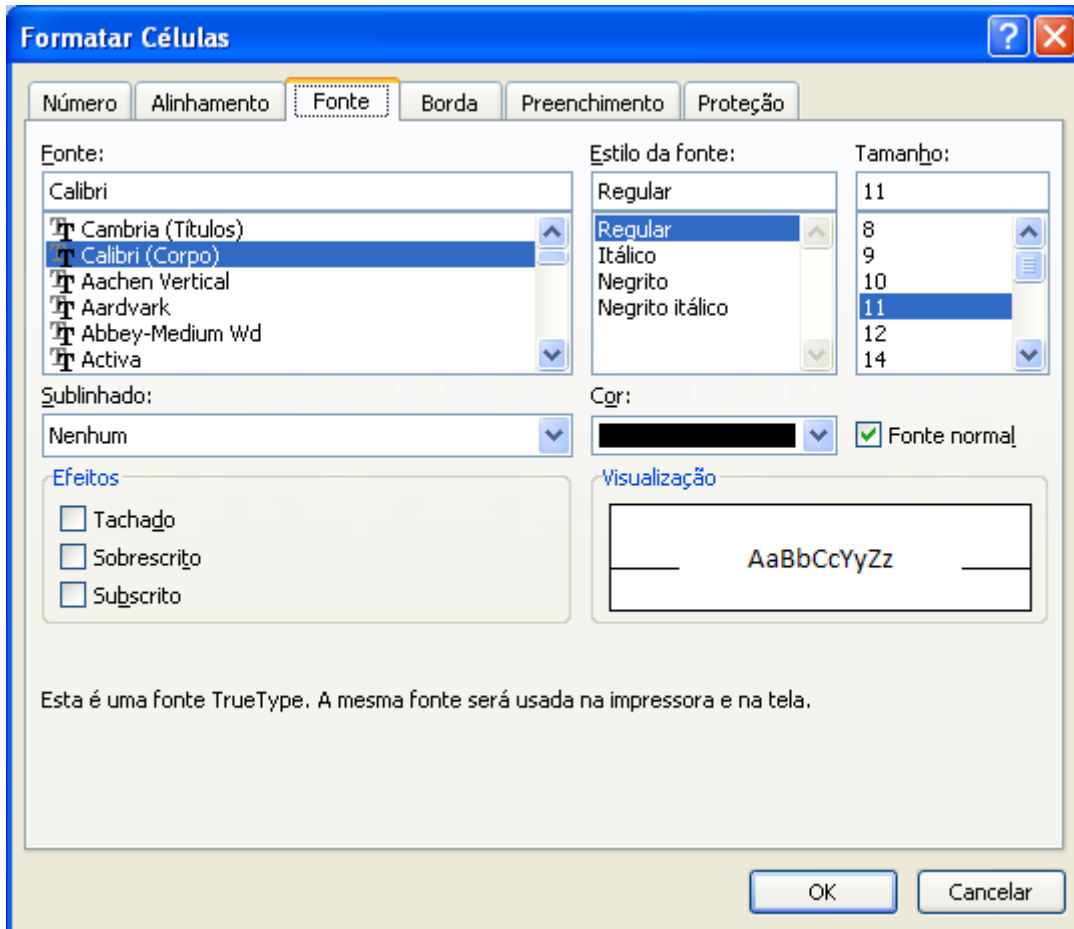 Formatar Células
Número Alinhamento Fonte Borda Preenchimento Proteção
Fonte: Estilo da fonte: Tamanho:
Calibri Regular 11
Cambria (Títulos) Regular 8
Calibri (Corpo) Itálico 9
Aachen Vertical Negrito 10
Aardvark Negrito itálico 11
Abbey-Medium Wd 12
Activa 14
Sublinhado: Cor:
Nenhum Fonte normal
Efeitos Visualização
Tachado
Sobrescrito AaBbCcYyZz
Subscrito
Esta é uma fonte TrueType. A mesma fonte será usada na impressora e na tela.
OK Cancelar